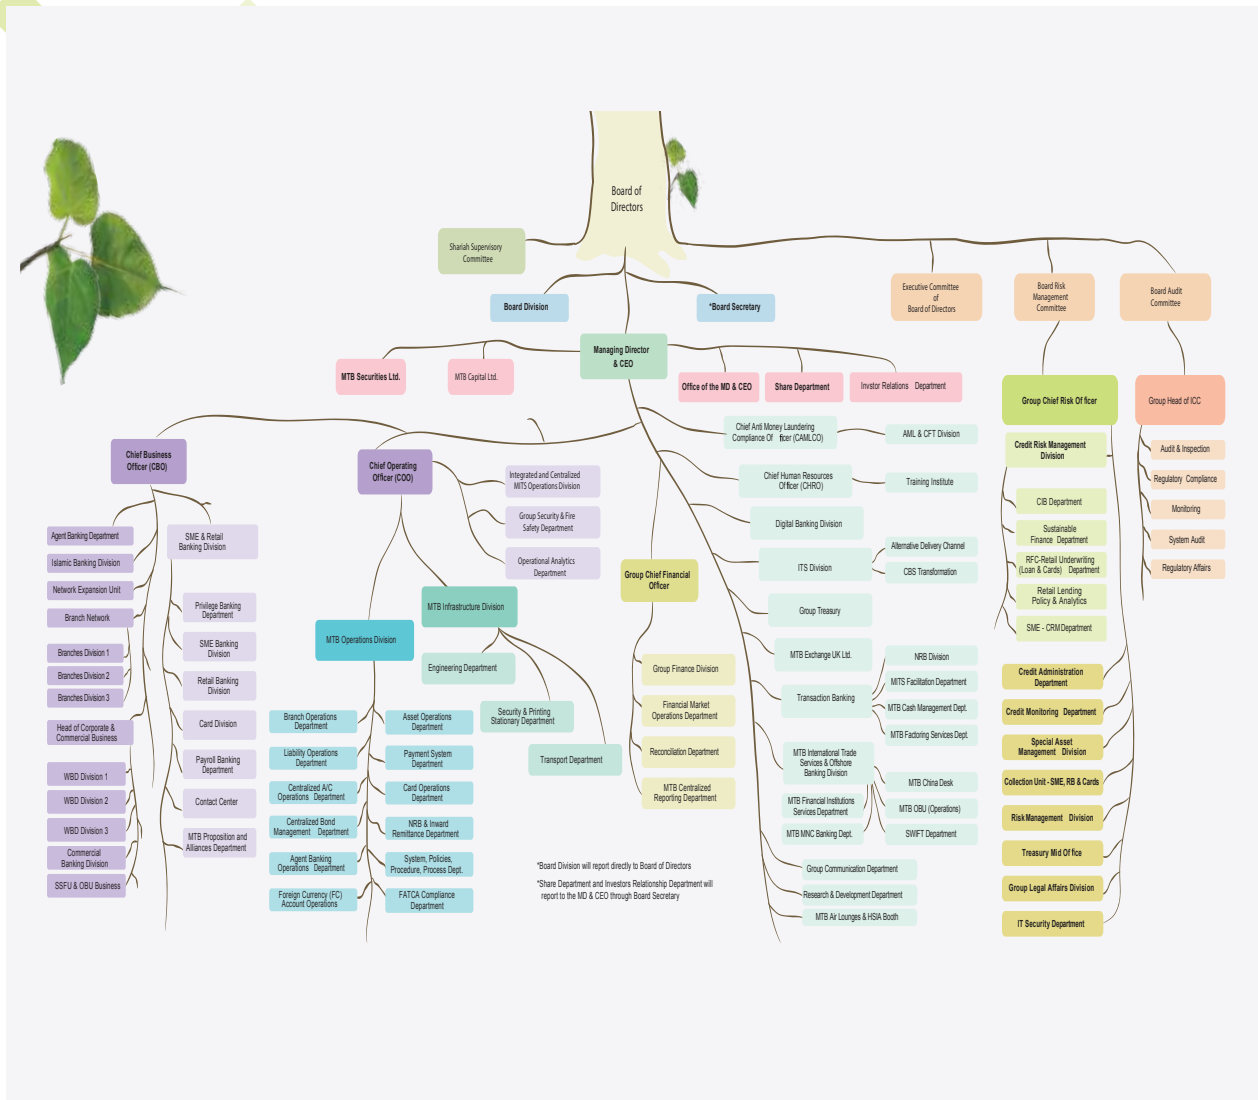 Board of
Directors
Shariah Supervisory
Committee
Board Division
*Board Secretary
Executive Committee
of
Board of Directors
Board Risk
Management
Committee
Board Audit
Committee
Managing Director
& CEO
MTB Securities Ltd.
MTB Capital Ltd.
Office of the MD & CEO
Share Department
Invstor Relations Department
Group Chief Risk Of ficer
Group Head of ICC
Chief Business
Officer (CBO)
Chief Operating
Officer (COO)
Chief Anti Money Laundering
Compliance Of ficer (CAMLCO)
AML & CFT Division
Chief Human Resources
Officer (CHRO)
Training Institute
Digital Banking Division
ITS Division
Alternative Delivery Channel
CBS Transformation
Group Treasury
MTB Exchange UK Ltd.
Transaction Banking
NRB Division
MITS Facilitation Department
MTB Cash Management Dept.
MTB Factoring Services Dept.
MTB International Trade
Services & Offshore
Banking Division
MTB Financial Institutions
Services Department
MTB MNC Banking Dept.
MTB China Desk
MTB OBU (Operations)
SWIFT Department
Group Communication Department
Research & Development Department
MTB Air Lounges & HSIA Booth
Integrated and Centralized
MITS Operations Division
Group Security & Fire
Safety Department
Operational Analytics
Department
Group Chief Financial
Officer
Group Finance Division
Financial Market
Operations Department
Reconciliation Department
MTB Centralized
Reporting Department
MTB Infrastructure Division
Engineering Department
Security & Printing
Stationary Department
Transport Department
MTB Operations Division
Branch Operations
Department
Liability Operations
Department
Centralized A/C
Operations Department
Centralized Bond
Management Department
Agent Banking
Operations Department
Foreign Currency (FC)
Account Operations
Asset Operations
Department
Payment System
Department
Card Operations
Department
NRB & Inward
Remittance Department
System, Policies,
Procedure, Process Dept.
FATCA Compliance
Department
Agent Banking Department
Islamic Banking Division
Network Expansion Unit
Branch Network
Branches Division 1
Branches Division 2
Branches Division 3
Head of Corporate &
Commercial Business
WBD Division 1
WBD Division 2
WBD Division 3
Commercial
Banking Division
SSFU & OBU Business
SME & Retail
Banking Division
Privilege Banking
Department
SME Banking
Division
Retail Banking
Division
Card Division
Payroll Banking
Department
Contact Center
MTB Proposition and
Alliances Department
Credit Risk Management
Division
CIB Department
Sustainable
Finance Department
RFC-Retail Underwriting
(Loan & Cards) Department
Retail Lending
Policy & Analytics
SME - CRM Department
Credit Administration
Department
Credit Monitoring Department
Special Asset
Management Division
Collection Unit - SME, RB & Cards
Risk Management Division
Treasury Mid Of fice
Group Legal Affairs Division
IT Security Department
Audit & Inspection
Regulatory Compliance
Monitoring
System Audit
Regulatory Affairs
*Board Division will report directly to Board of Directors
*Share Department and Investors Relationship Department will
report to the MD & CEO through Board Secretary